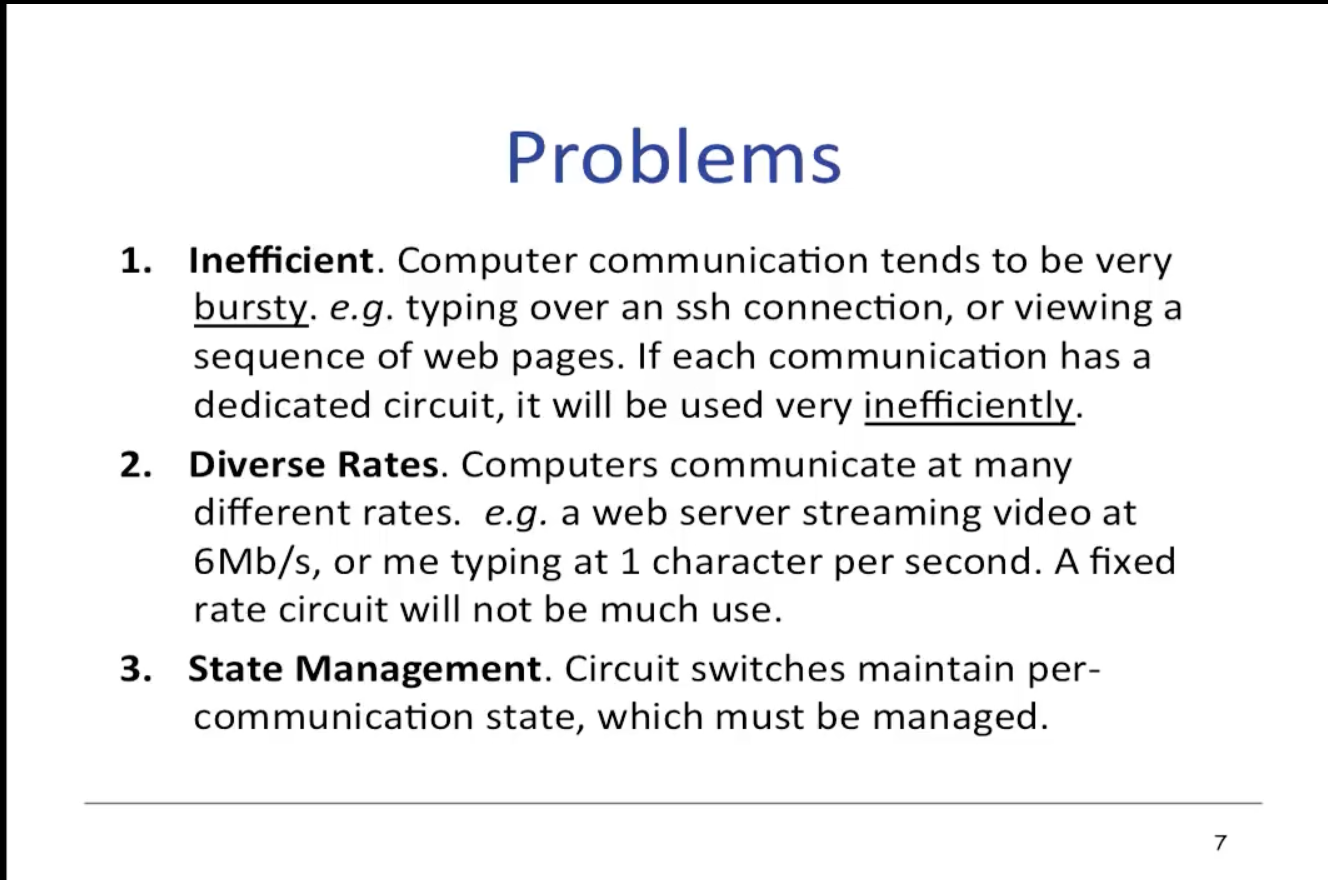 Problems
1. Inefficient. Computer communication tends to be very
bursty. e.g. typing over an ssh connection, or viewing a
sequence of web pages. If each communication has a
dedicated circuit, it will be used very inefficiently.
2. Diverse Rates. Computers communicate at many
different rates.  e.g. a web server streaming video at
6Mb/s, or me typing at 1 character per second. A fixed
rate circuit will not be much use.
3. State Management. Circuit switches maintain per-
communication state, which must be managed.
7